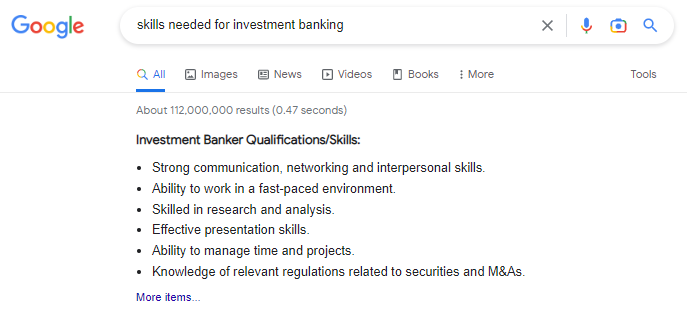 Google
skills needed for investment banking
All Images News Videos Books More Tools
About 112,000,000 results (0.47 seconds)
Investment Banker Qualifications/Skills:
• Strong communication, networking and interpersonal skills.
• Ability to work in a fast-paced environment.
• Skilled in research and analysis.
• Effective presentation skills.
• Ability to manage time and projects.
• Knowledge of relevant regulations related to securities and M&As.
More items...